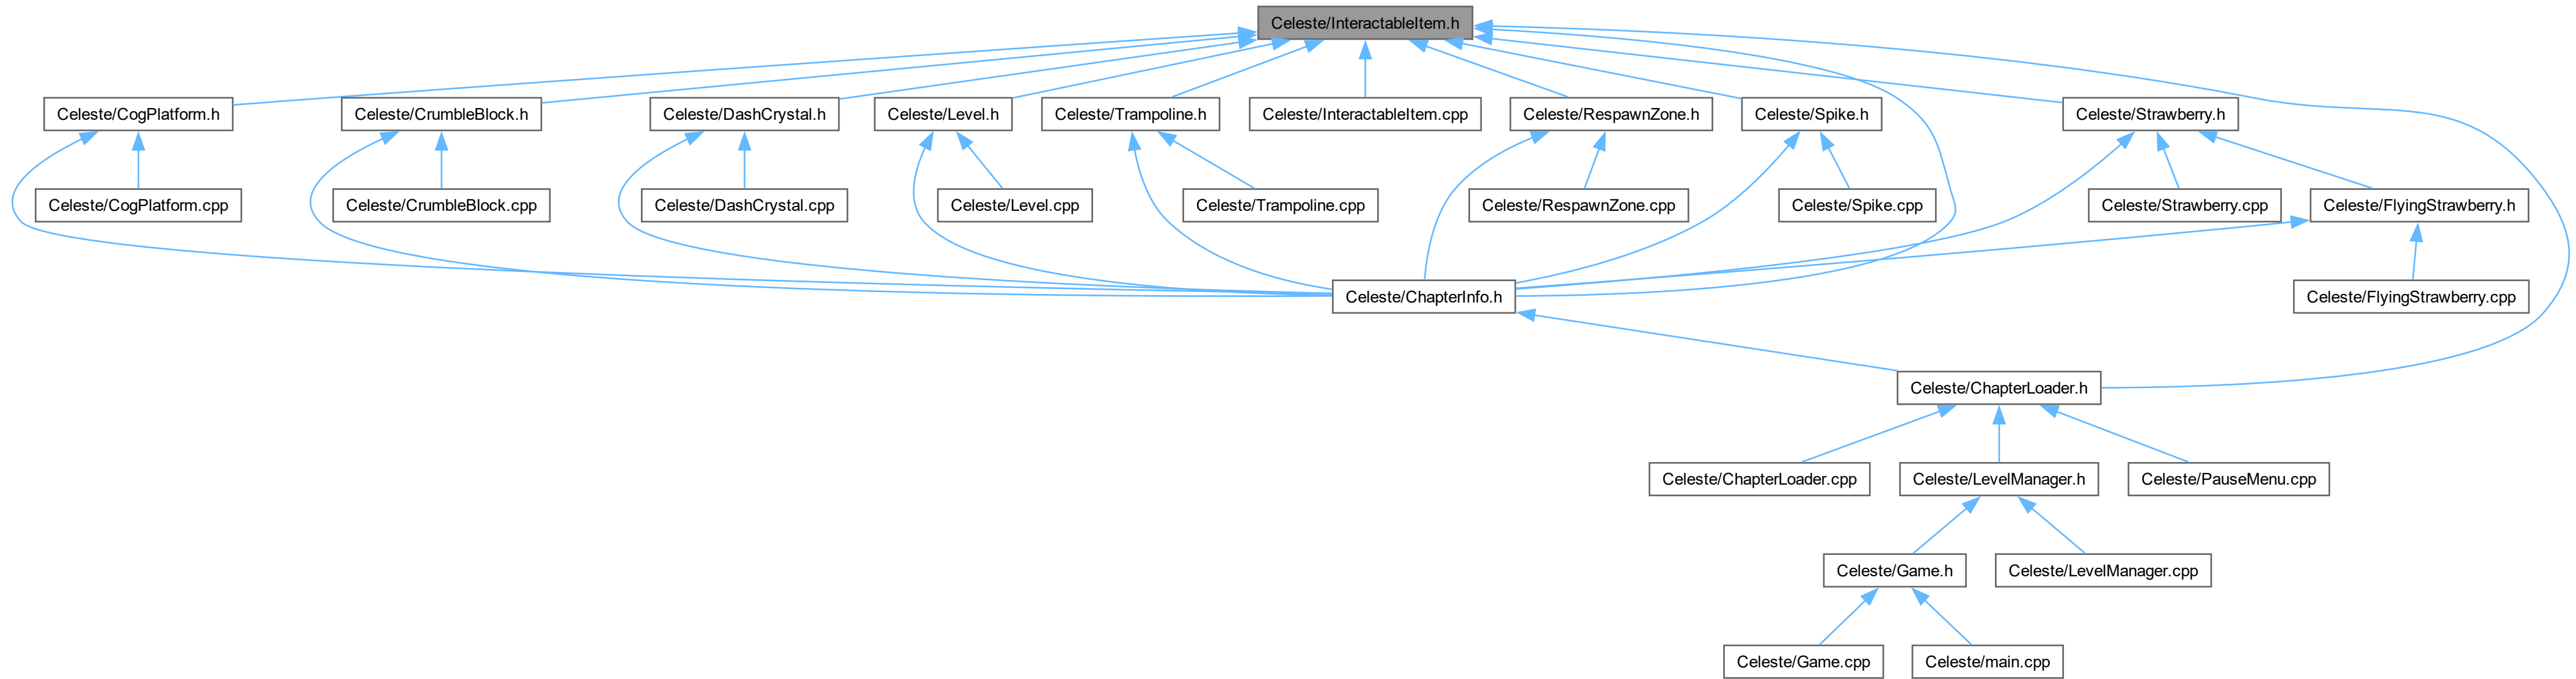 Celeste/InteractableItem.h
Celeste/CogPlatform.h
Celeste/CrumbleBlock.h
Celeste/DashCrystal.h
Celeste/Level.h
Celeste/Trampoline.h
Celeste/InteractableItem.cpp
Celeste/RespawnZone.h
Celeste/Spike.h
Celeste/Strawberry.h
Celeste/CogPlatform.cpp
Celeste/CrumbleBlock.cpp
Celeste/DashCrystal.cpp
Celeste/Level.cpp
Celeste/Trampoline.cpp
Celeste/RespawnZone.cpp
Celeste/Spike.cpp
Celeste/Strawberry.cpp
Celeste/FlyingStrawberry.h
Celeste/ChapterInfo.h
Celeste/FlyingStrawberry.cpp
Celeste/ChapterLoader.h
Celeste/ChapterLoader.cpp
Celeste/LevelManager.h
Celeste/PauseMenu.cpp
Celeste/Game.h
Celeste/LevelManager.cpp
Celeste/Game.cpp
Celeste/main.cpp